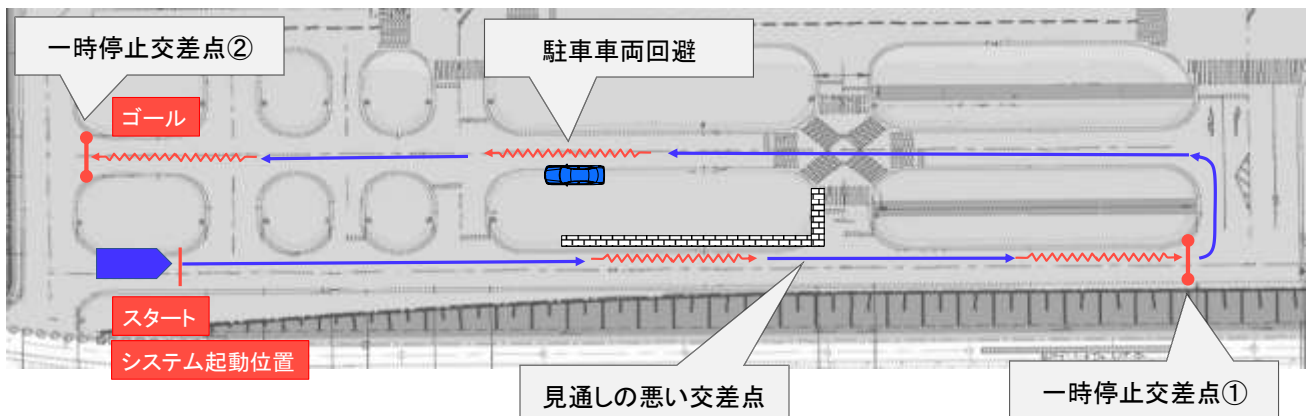 一時停止交差点②
駐車車両回避
ゴール
スタート
システム起動位置
見通しの悪い交差点
一時停止交差点①